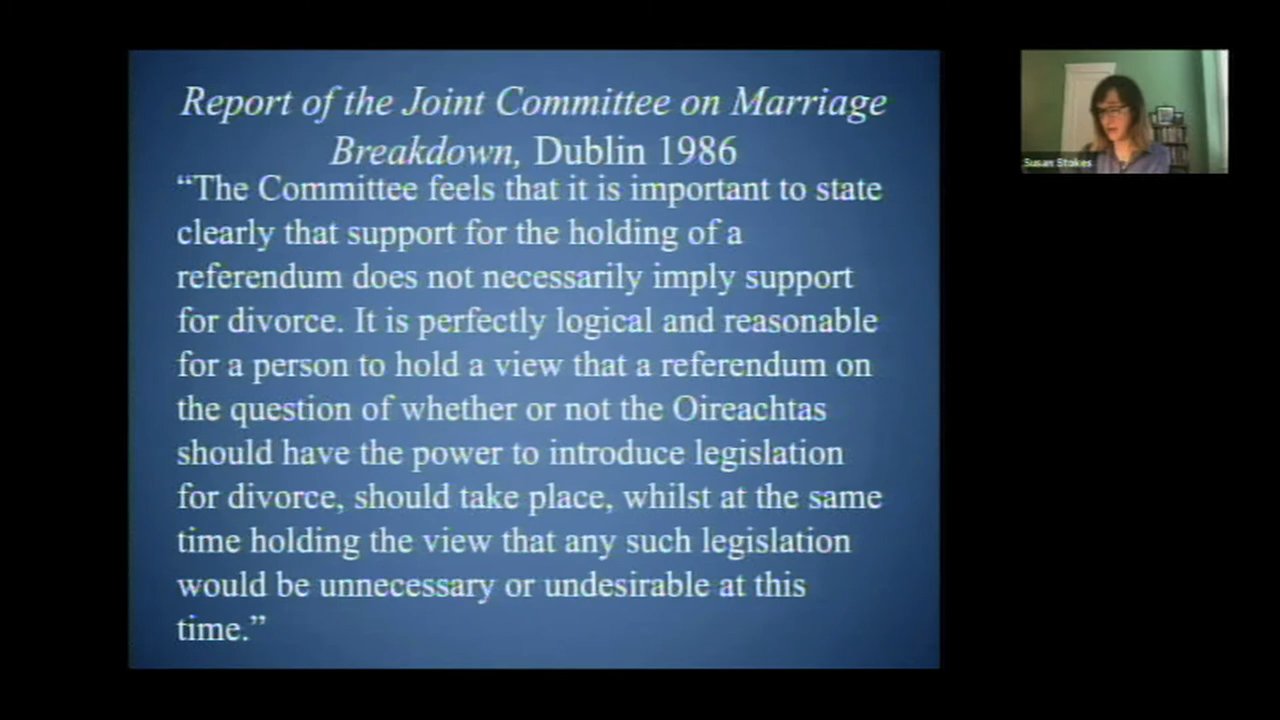 Report of the Joint Committee on Marriage
Breakdown, Dublin 1986
“The Committee feels that it is important to state
clearly that support for the holding of a
referendum does not necessarily imply support
for divorce. It is perfectly logical and reasonable
for a person to hold a view that a referendum on
the question of whether or not the Oireachtas
should have the power to introduce legislation
for divorce, should take place, whilst at the same
time holding the view that any such legislation
would be unnecessary or undesirable at this
time.”
Susan Stokes